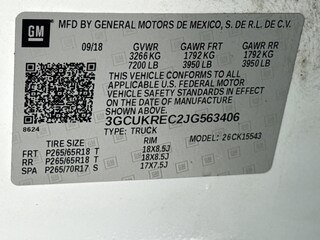 GM
MFD BY GENERAL MOTORS DE MEXICO, S. DE R.L. DE C.V.
09/18 GVWR GAWR FRT GAWR RR
3266 KG 1792 KG 1792 KG
7200 LB 3950 LB 3950 LB
THIS VEHICLE CONFORMS TO ALL
APPLICABLE U.S. FEDERAL MOTOR
VEHICLE SAFETY STANDARDS IN EFFECT
ON THE DATE OF MANUFACTURE
SHOWN ABOVE.
3GCUKREC2JG563406
8624 TYPE: TRUCK MODEL: 26CK15543
TIRE SIZE RIM
FRT P265/65R18 T 18X8.5J
RR P265/65R18 T 18X8.5J
SP P265/70R17 S 17X7.5J